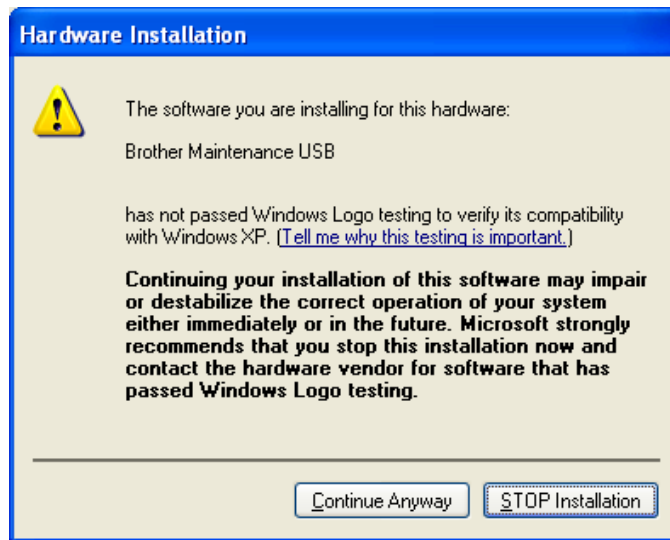 Hardware Installation
The software you are installing for this hardware:
Brother Maintenance USB
has not passed Windows Logo testing to verify its compatibility
with Windows XP. (Tell me why this testing is important.)
Continuing your installation of this software may impair
or destabilize the correct operation of your system
either immediately or in the future. Microsoft strongly
recommends that you stop this installation now and
contact the hardware vendor for software that has
passed Windows Logo testing.
Continue Anyway
STOP Installation